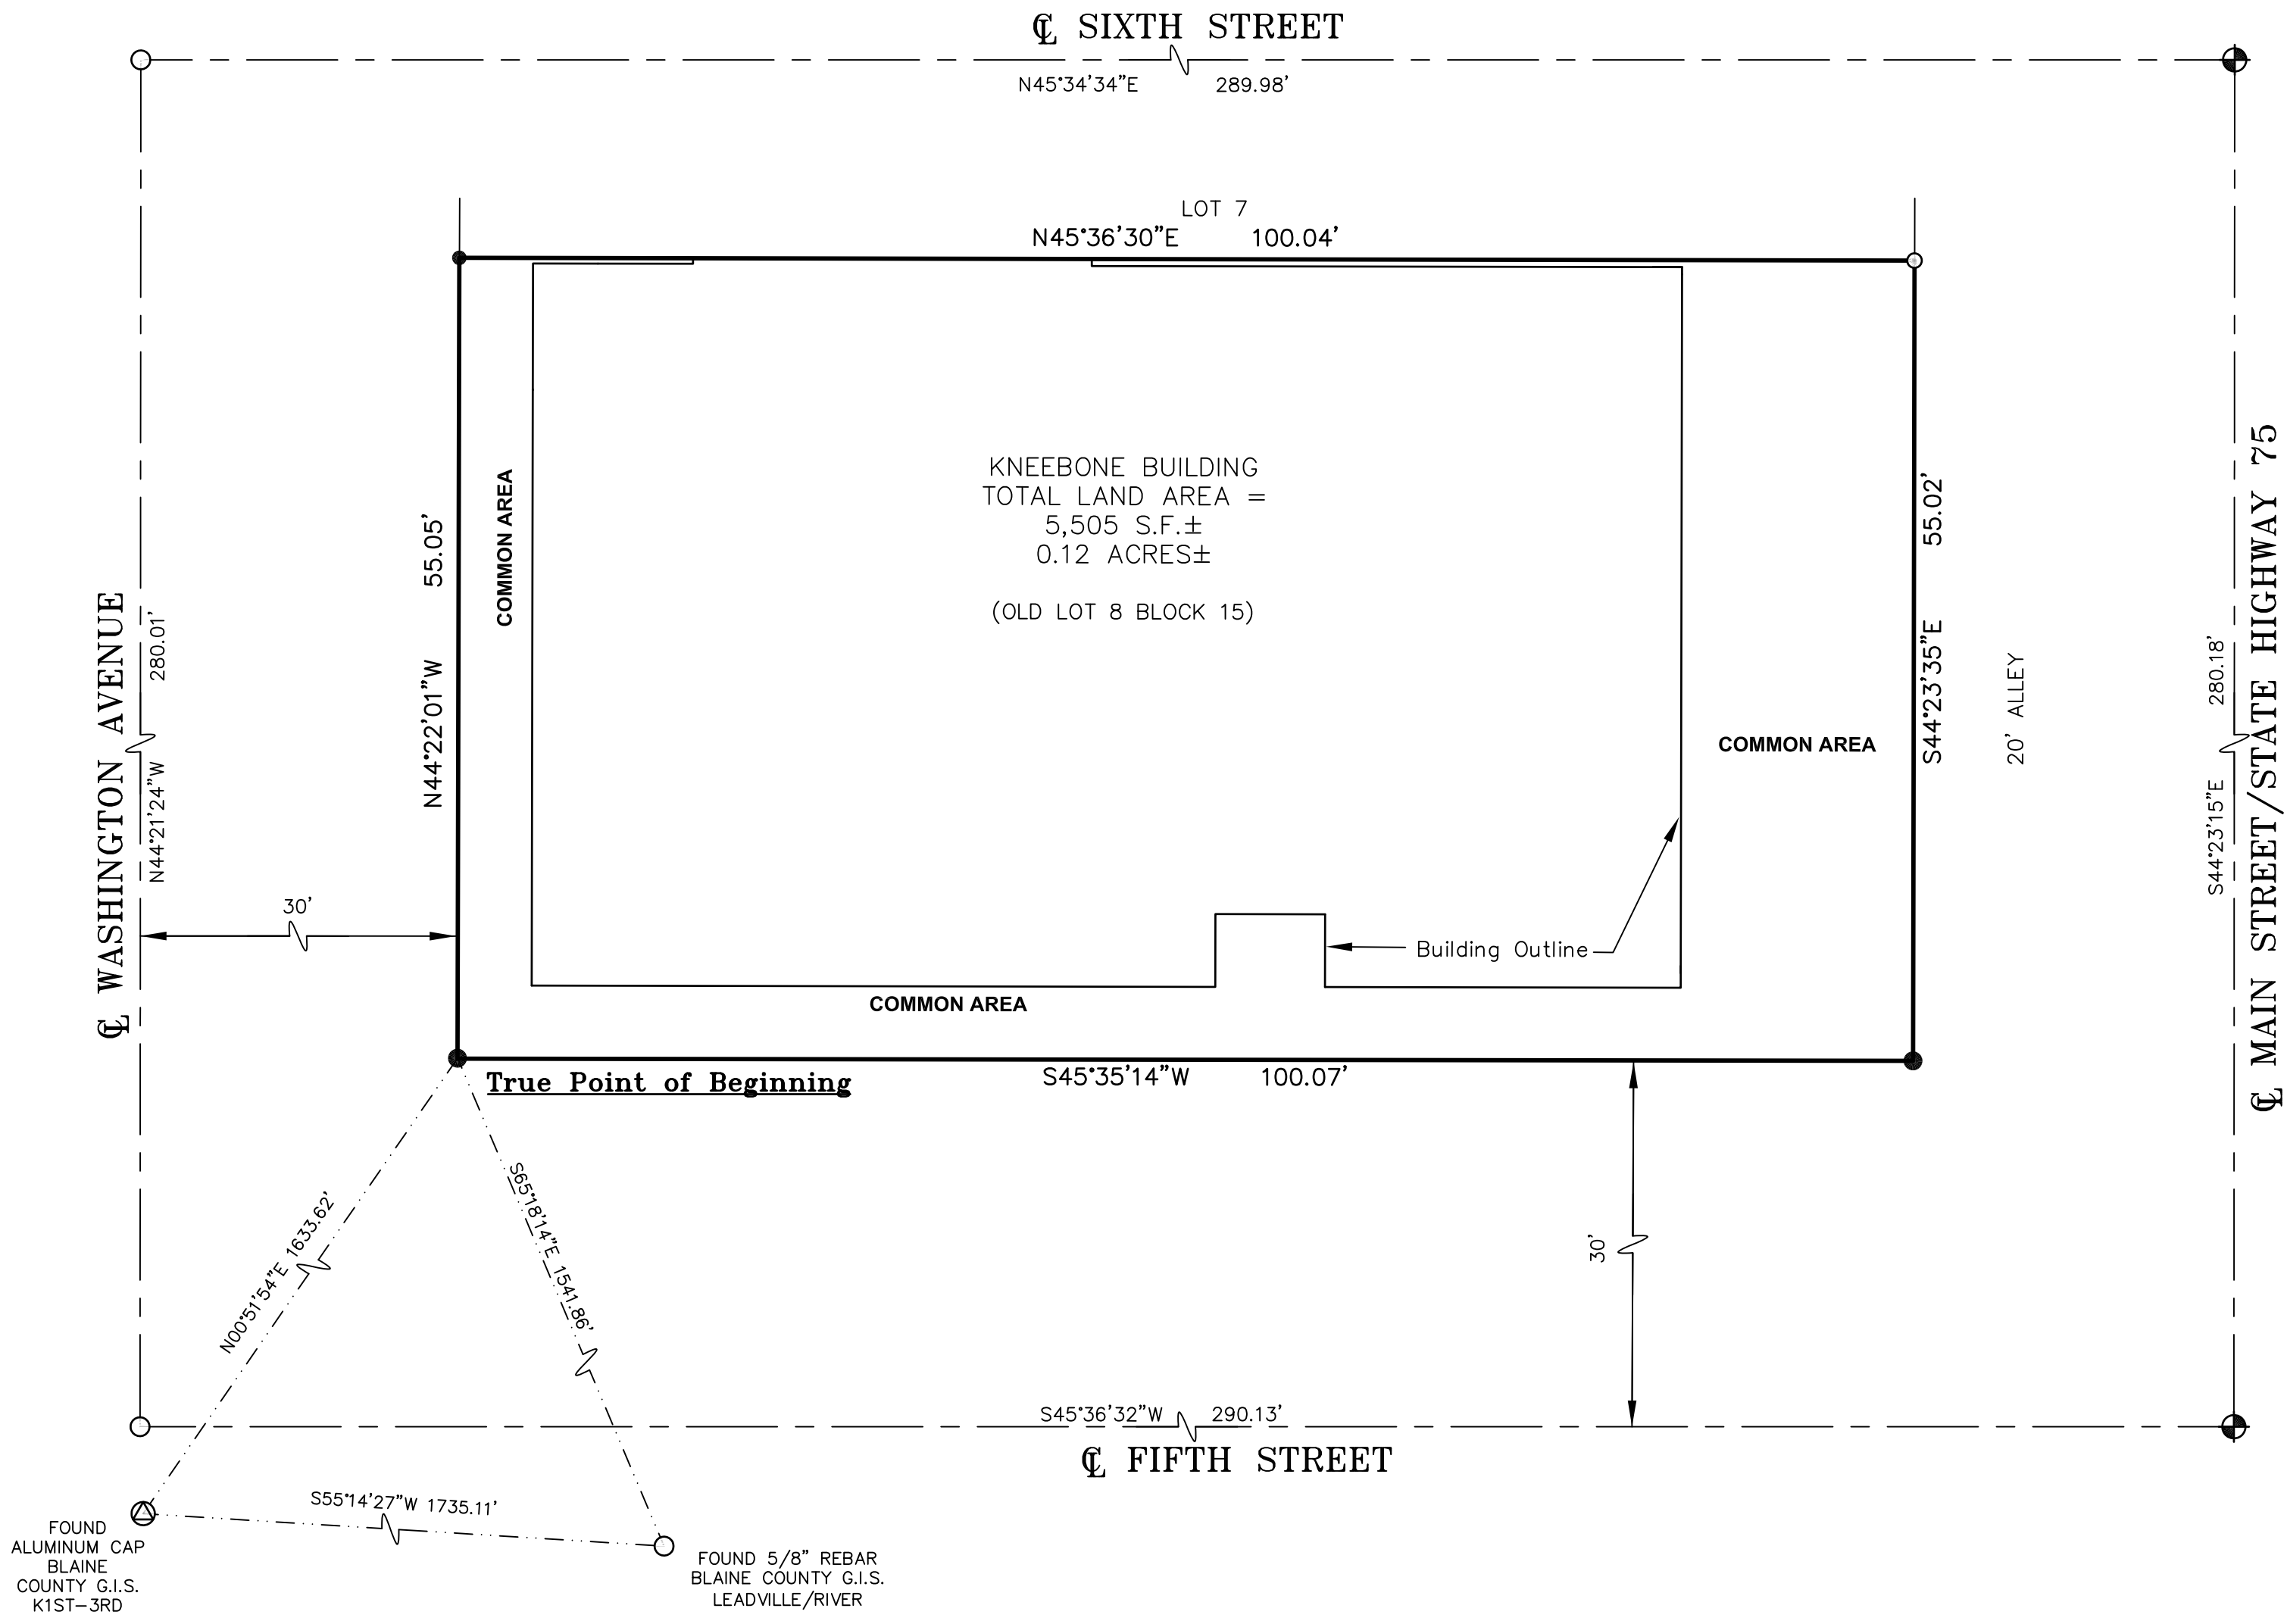 ℄ SIXTH STREET
N45°34'34"E 289.98'
LOT 7
N45°36'30"E 100.04'
℄ WASHINGTON AVENUE
N44°21'24"W 280.01'
30'
N44°22'01"W 55.05'
COMMON AREA
KNEEBONE BUILDING
TOTAL LAND AREA =
5,505 S.F.±
0.12 ACRES±
(OLD LOT 8 BLOCK 15)
COMMON AREA
S44°23'35"E 55.02'
20' ALLEY
S44°23'15"E 280.18'
℄ MAIN STREET/STATE HIGHWAY 75
Building Outline
COMMON AREA
True Point of Beginning
S45°35'14"W 100.07'
30'
N00°51'54"E 1633.62'
S65°18'14"E 1541.86'
S45°36'32"W 290.13'
℄ FIFTH STREET
S55°14'27"W 1735.11'
FOUND
ALUMINUM CAP
BLAINE
COUNTY G.I.S.
K1ST-3RD
FOUND 5/8" REBAR
BLAINE COUNTY G.I.S.
LEADVILLE/RIVER